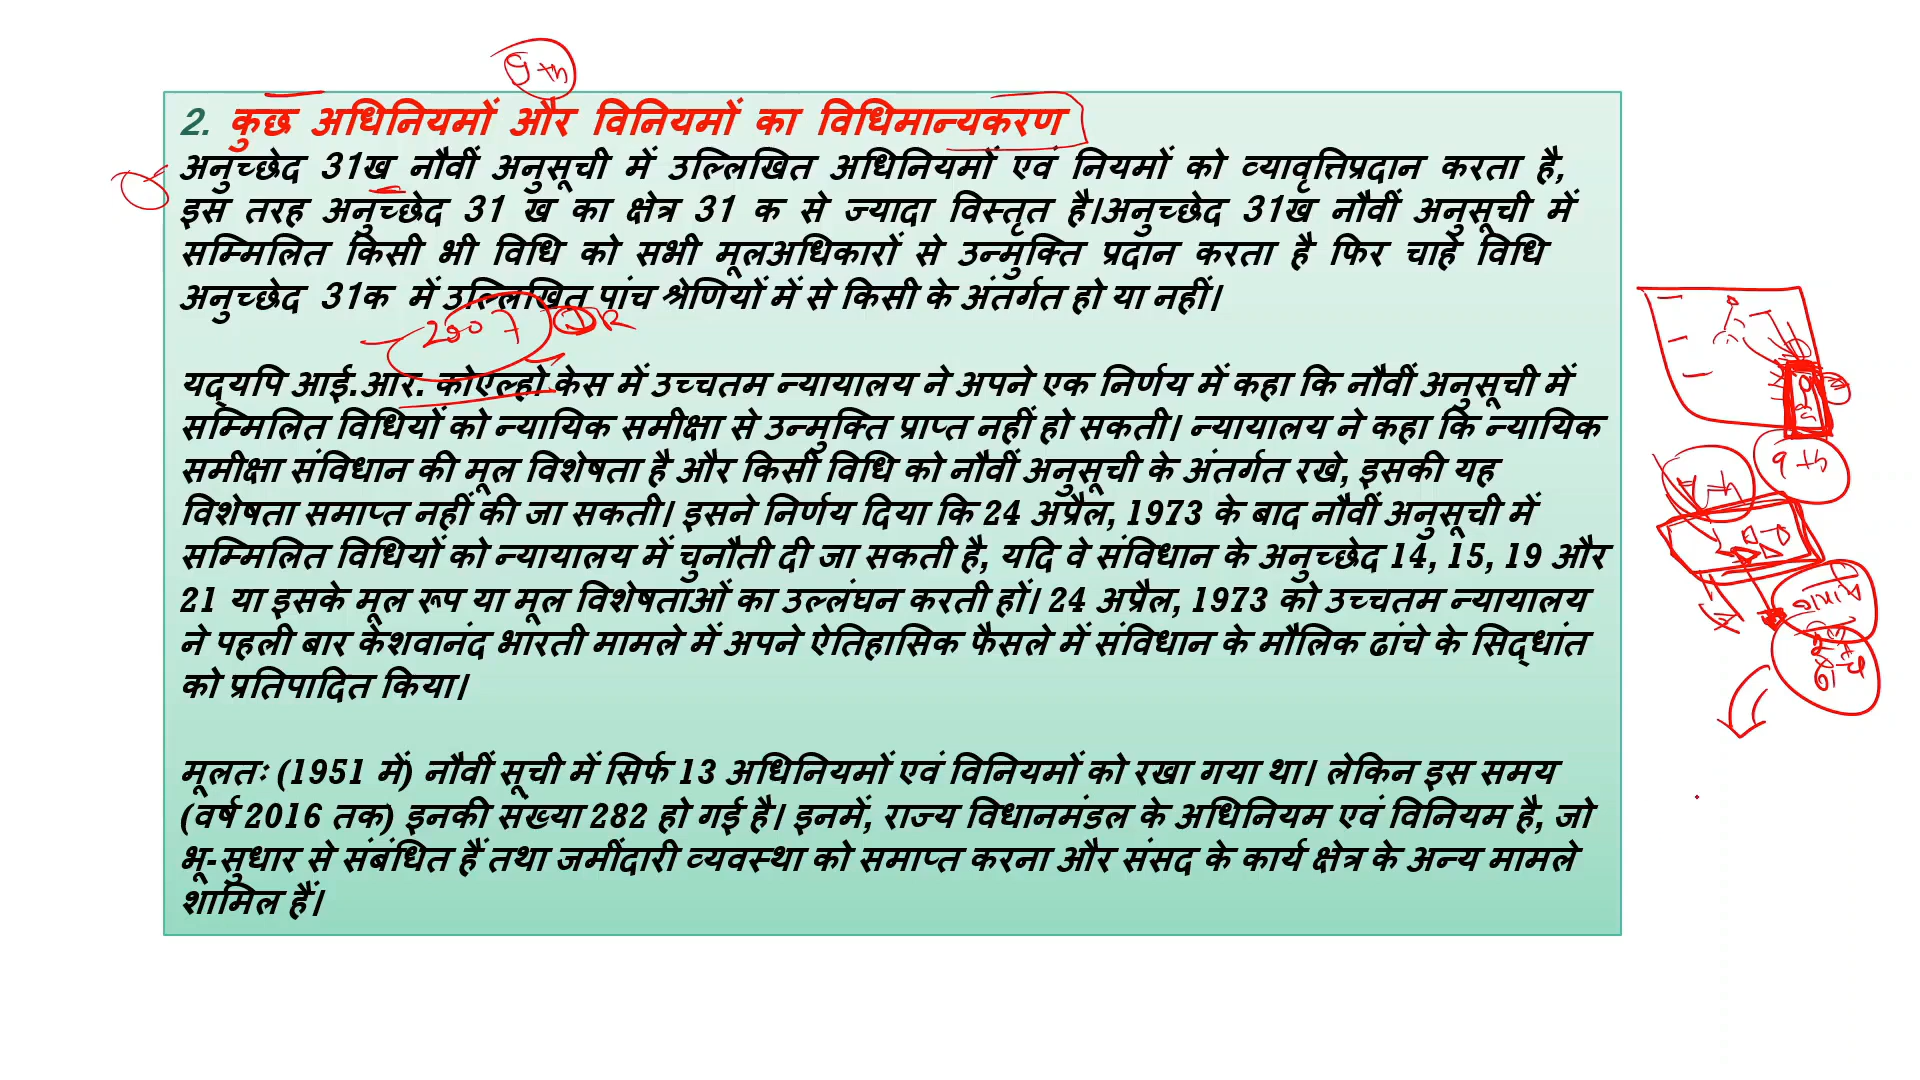 9th
2. कुछ अधिनियमों और विनियमों का विधिमान्यकरण
अनुच्छेद 31ख नौवीं अनुसूची में उल्लिखित अधिनियमों एवं नियमों को व्यावृत्तिप्रदान करता है,
इस तरह अनुच्छेद 31 ख का क्षेत्र 31 क से ज्यादा विस्तृत है।अनुच्छेद 31ख नौवीं अनुसूची में
सम्मिलित किसी भी विधि को सभी मूलअधिकारों से उन्मुक्ति प्रदान करता है फिर चाहे विधि
अनुच्छेद 31क में उल्लिखित पांच श्रेणियों में से किसी के अंतर्गत हो या नहीं।
2007
यद्यपि आई.आर. कोएल्हो केस में उच्चतम न्यायालय ने अपने एक निर्णय में कहा कि नौवीं अनुसूची में
सम्मिलित विधियों को न्यायिक समीक्षा से उन्मुक्ति प्राप्त नहीं हो सकती। न्यायालय ने कहा कि न्यायिक
समीक्षा संविधान की मूल विशेषता है और किसी विधि को नौवीं अनुसूची के अंतर्गत रखे, इसकी यह
विशेषता समाप्त नहीं की जा सकती। इसने निर्णय दिया कि 24 अप्रैल, 1973 के बाद नौवीं अनुसूची में
सम्मिलित विधियों को न्यायालय में चुनौती दी जा सकती है, यदि वे संविधान के अनुच्छेद 14, 15, 19 और
21 या इसके मूल रूप या मूल विशेषताओं का उल्लंघन करती हों। 24 अप्रैल, 1973 को उच्चतम न्यायालय
ने पहली बार केशवानंद भारती मामले में अपने ऐतिहासिक फैसले में संविधान के मौलिक ढांचे के सिद्धांत
को प्रतिपादित किया।
मूलतः (1951 में) नौवीं सूची में सिर्फ 13 अधिनियमों एवं विनियमों को रखा गया था। लेकिन इस समय
(वर्ष 2016 तक) इनकी संख्या 282 हो गई है। इनमें, राज्य विधानमंडल के अधिनियम एवं विनियम है, जो
भू-सुधार से संबंधित हैं तथा जमींदारी व्यवस्था को समाप्त करना और संसद के कार्य क्षेत्र के अन्य मामले
शामिल हैं।